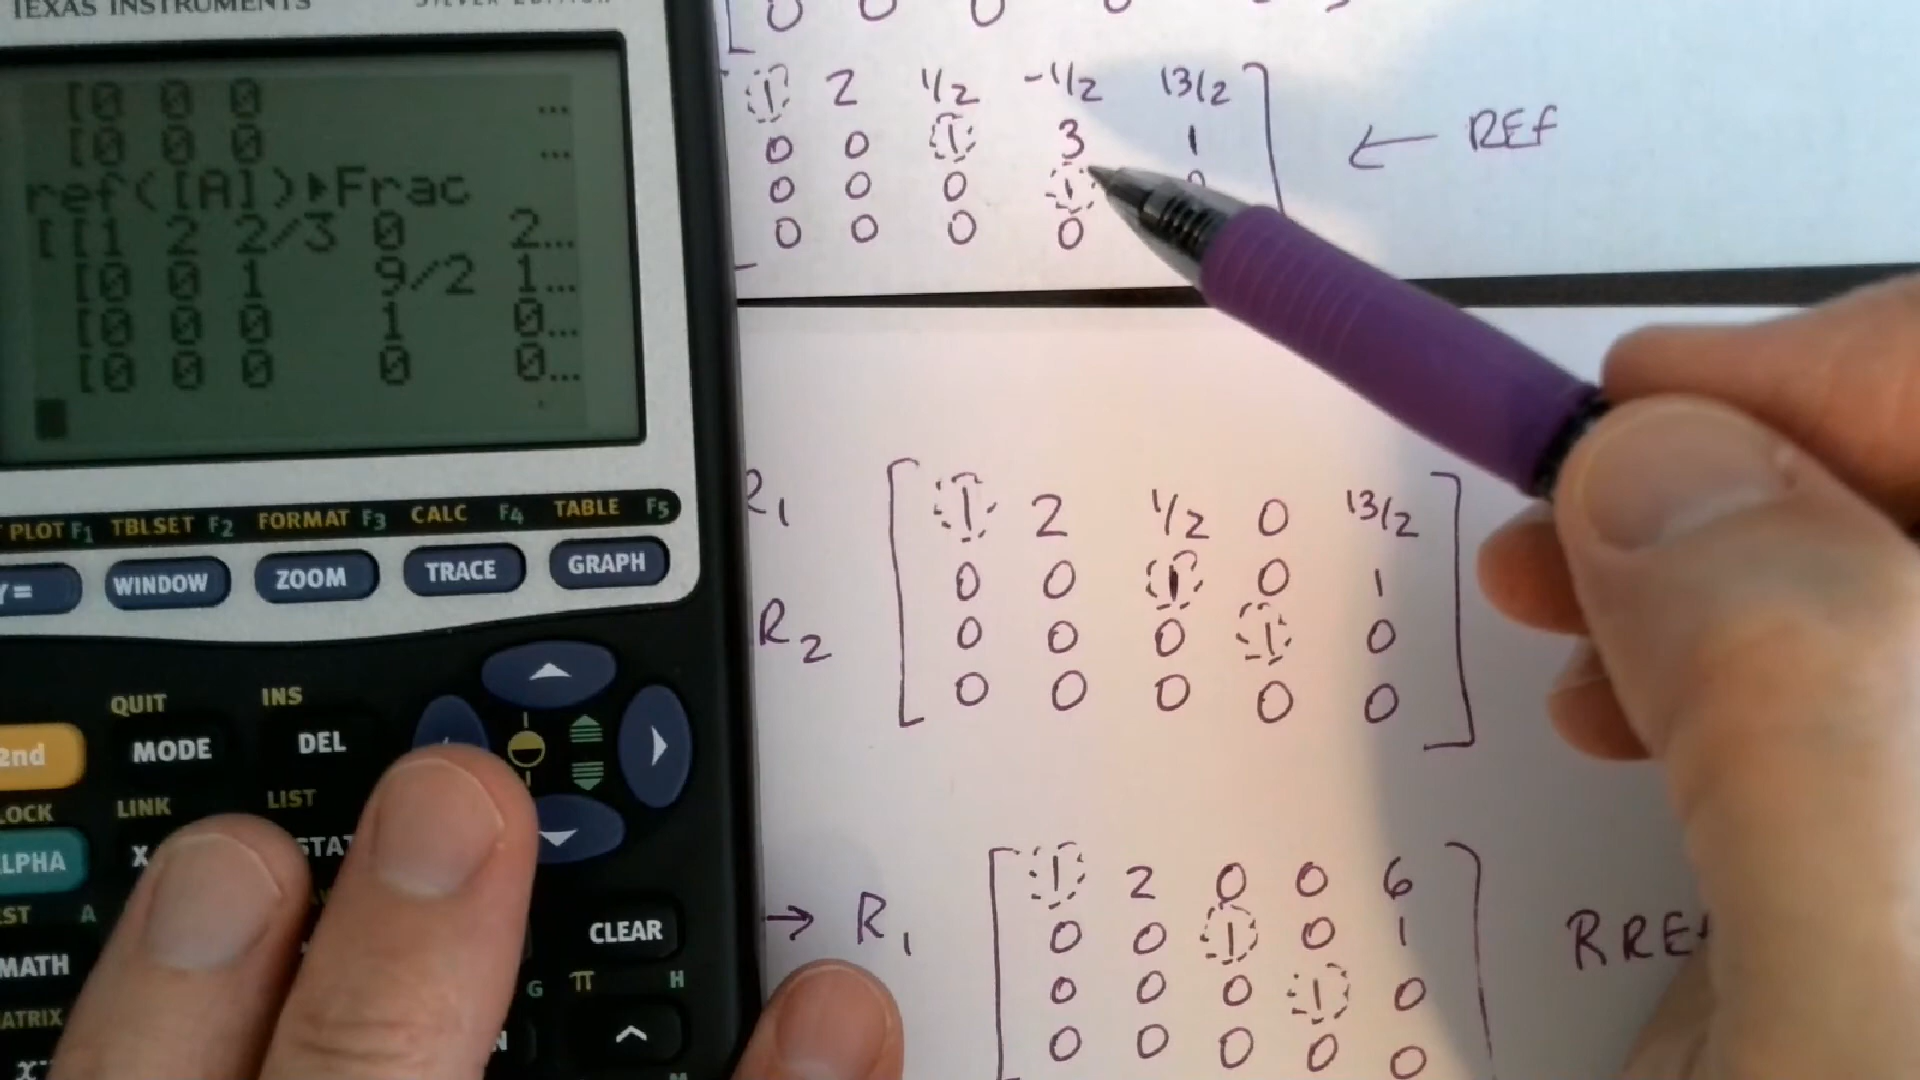 TEXAS INSTRUMENTS
[0 0 0 ...
[0 0 0 ...
ref([A])▶Frac
[[1 2 2/3 0 2...
[0 0 1 9/2 1...
[0 0 0 1 0...
[0 0 0 0 0...
PLOT F1 TBLSET F2 FORMAT F3 CALC F4 TABLE F5
Y= WINDOW ZOOM TRACE GRAPH
QUIT INS
2nd MODE DEL
LINK LIST
ALPHA X STAT
A
MATH CLEAR
G π H
0 0 0
1 2 1/2 -1/2 13/2
0 0 1 3 1
0 0 0 1 0
0 0 0 0
← REF
R1
R2
1 2 1/2 0 13/2
0 0 1 0 1
0 0 0 1 0
0 0 0 0 0
→ R1
1 2 0 0 6
0 0 1 0 1
0 0 0 1 0
0 0 0 0 0
RREF